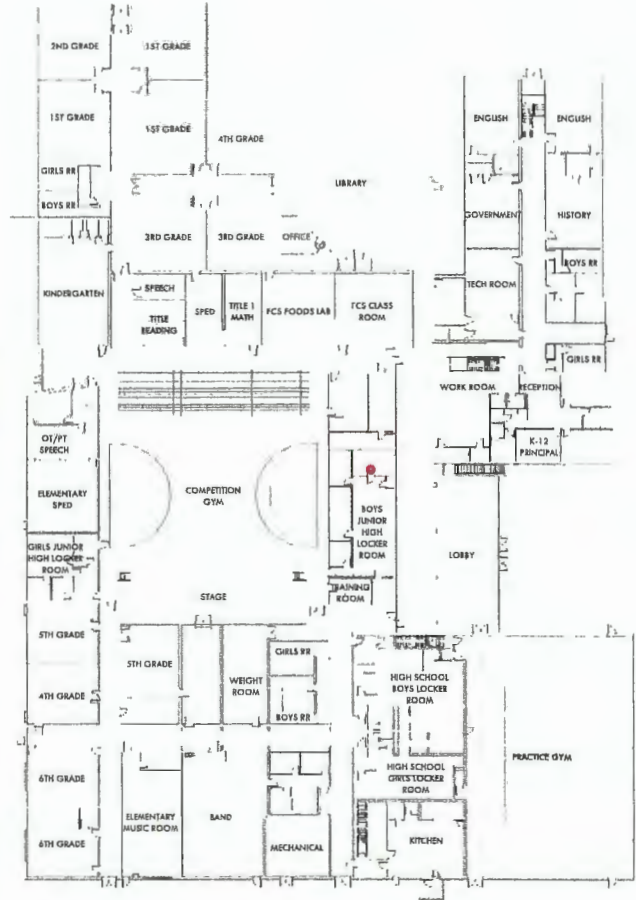 2ND GRADE
1ST GRADE
1ST GRADE
1ST GRADE
4TH GRADE
GIRLS RR
BOYS RR
LIBRARY
3RD GRADE
3RD GRADE
OFFICE
KINDERGARTEN
SPEECH
TITLE
READING
SPED
TITLE 1
MATH
FCS FOODS LAB
FCS CLASS
ROOM
ENGLISH
ENGLISH
GOVERNMENT
HISTORY
TECH ROOM
BOYS RR
GIRLS RR
WORK ROOM
RECEPTION
K-12
PRINCIPAL
OT/PT
SPEECH
ELEMENTARY
SPED
COMPETITION
GYM
BOYS
JUNIOR
HIGH
LOCKER
ROOM
LOBBY
GIRLS JUNIOR
HIGH LOCKER
ROOM
STAGE
TRAINING
ROOM
5TH GRADE
4TH GRADE
5TH GRADE
WEIGHT
ROOM
GIRLS RR
BOYS RR
HIGH SCHOOL
BOYS LOCKER
ROOM
HIGH SCHOOL
GIRLS LOCKER
ROOM
PRACTICE GYM
6TH GRADE
6TH GRADE
ELEMENTARY
MUSIC ROOM
BAND
MECHANICAL
KITCHEN